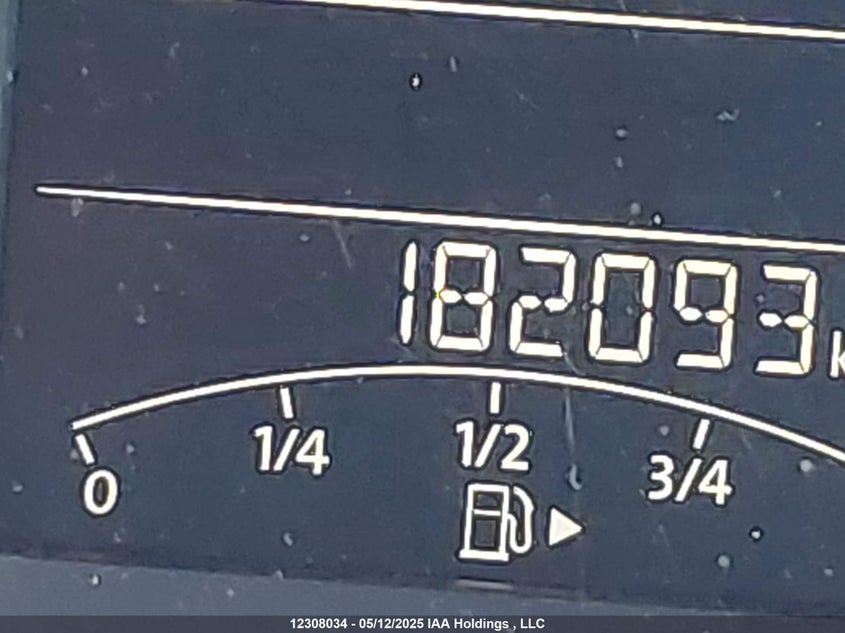 182093 k
0 1/4 1/2 3/4
12308034 - 05/12/2025 IAA Holdings , LLC